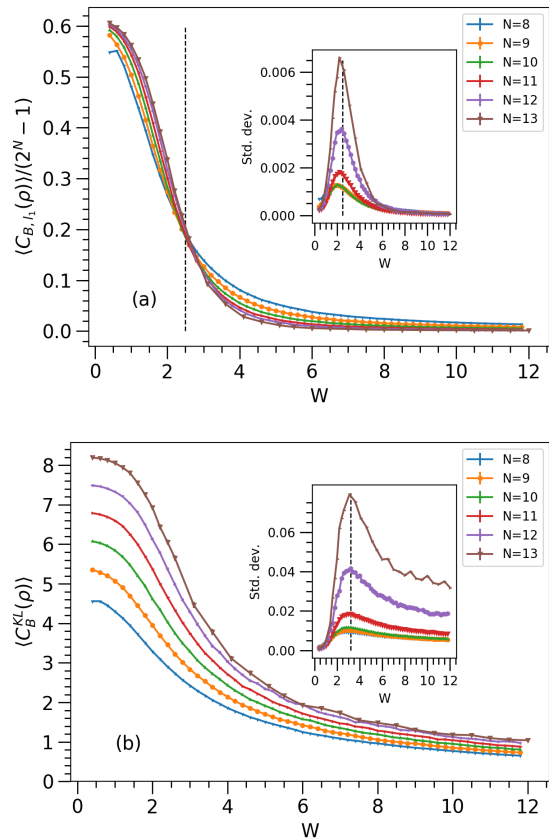 ⟨C_{B,l_1}(ρ)⟩/(2^N − 1)
0.6
0.5
0.4
0.3
0.2
0.1
0.0
0 2 4 6 8 10 12
W
(a)
Std. dev.
0.006
0.004
0.002
0.000
0 2 4 6 8 10 12
W
N=8
N=9
N=10
N=11
N=12
N=13
⟨C_B^{KL}(ρ)⟩
8
7
6
5
4
3
2
1
0
0 2 4 6 8 10 12
W
(b)
Std. dev.
0.06
0.04
0.02
0.00
0 2 4 6 8 10 12
W
N=8
N=9
N=10
N=11
N=12
N=13